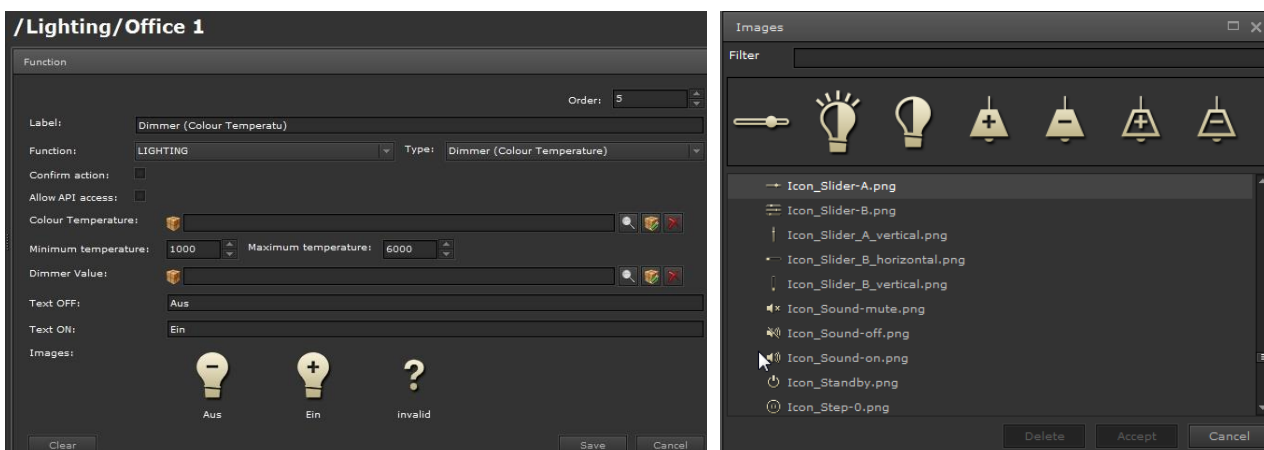 /Lighting/Office 1
Function
Order: 5
Label: Dimmer (Colour Temperatu)
Function: LIGHTING Type: Dimmer (Colour Temperature)
Confirm action:
Allow API access:
Colour Temperature:
Minimum temperature: 1000 Maximum temperature: 6000
Dimmer Value:
Text OFF: Aus
Text ON: Ein
Images:
Aus Ein invalid
Clear Save Cancel
Images
Filter
Icon_Slider-A.png
Icon_Slider-B.png
Icon_Slider_A_vertical.png
Icon_Slider_B_horizontal.png
Icon_Slider_B_vertical.png
Icon_Sound-mute.png
Icon_Sound-off.png
Icon_Sound-on.png
Icon_Standby.png
Icon_Step-0.png
Delete Accept Cancel